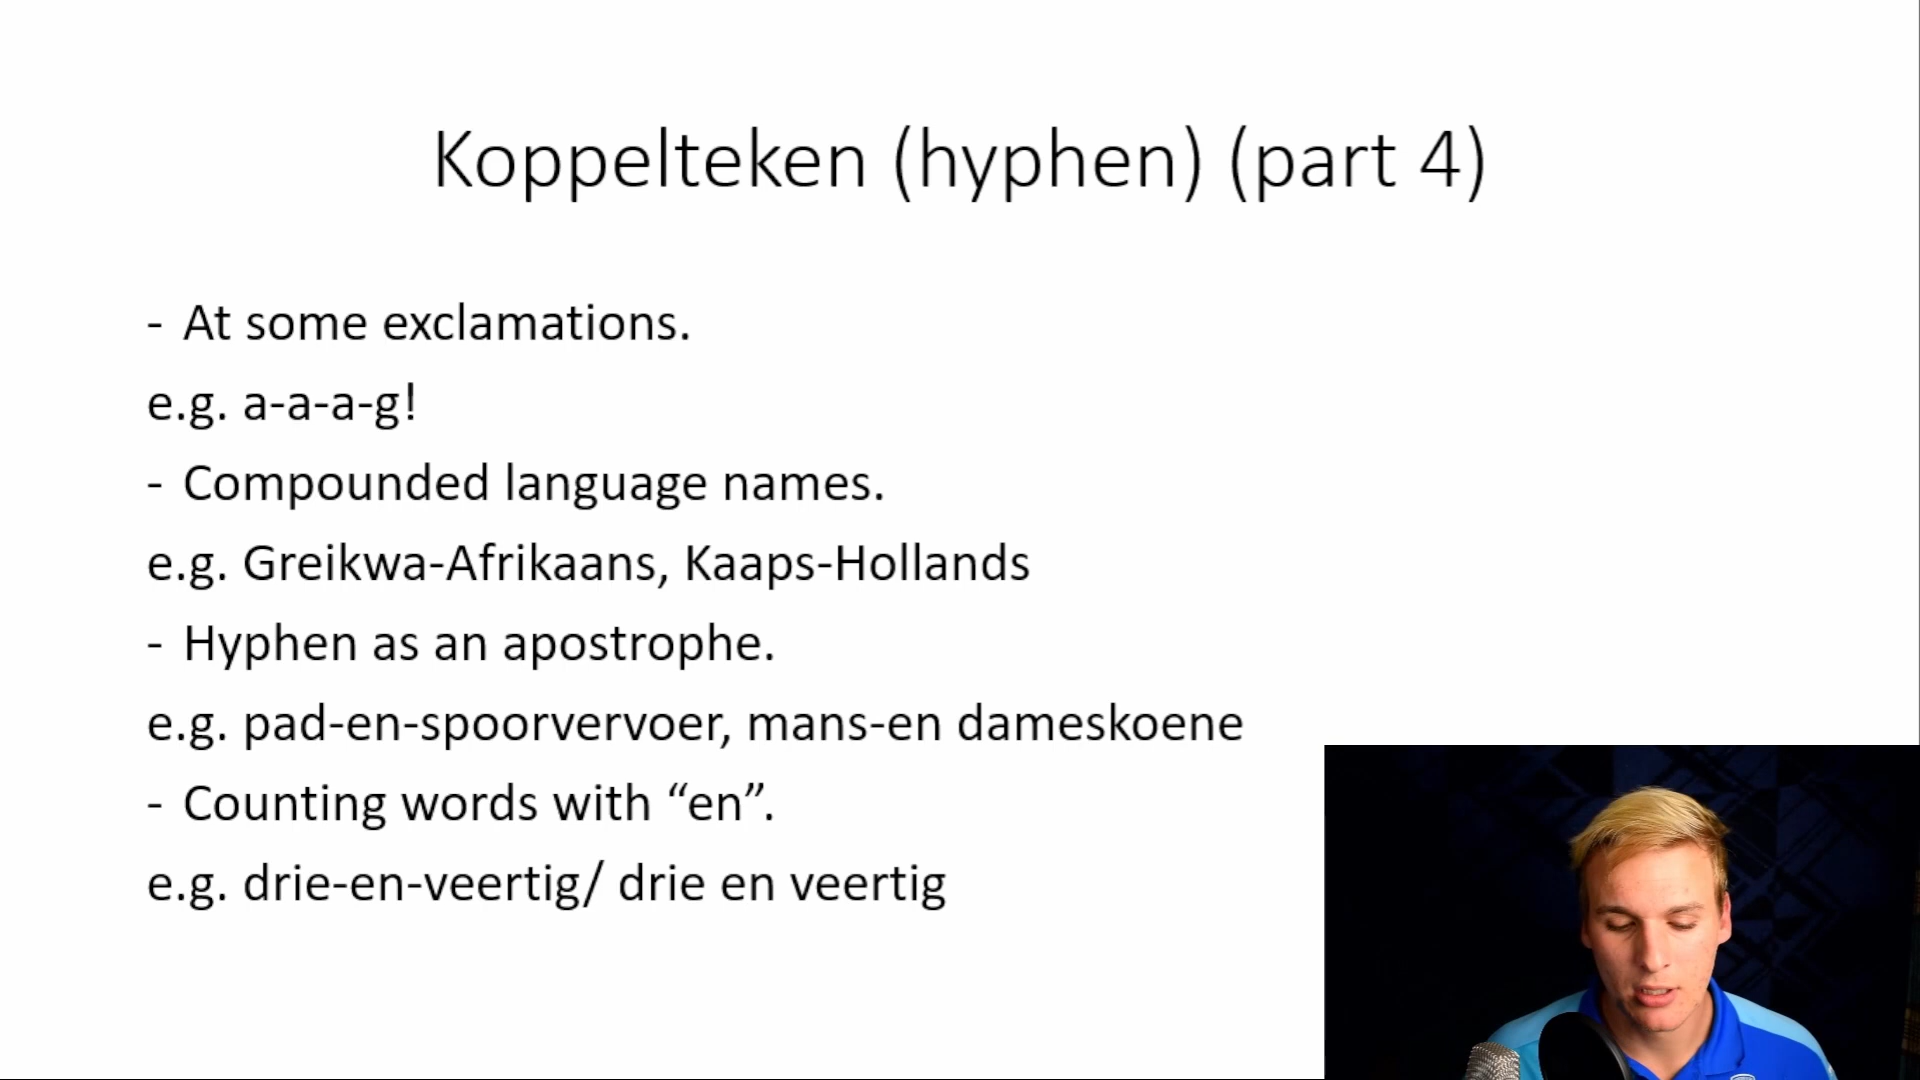 Koppelteken (hyphen) (part 4)
- At some exclamations.
e.g. a-a-a-g!
- Compounded language names.
e.g. Greikwa-Afrikaans, Kaaps-Hollands
- Hyphen as an apostrophe.
e.g. pad-en-spoorvervoer, mans-en dameskoene
- Counting words with “en”.
e.g. drie-en-veertig/ drie en veertig